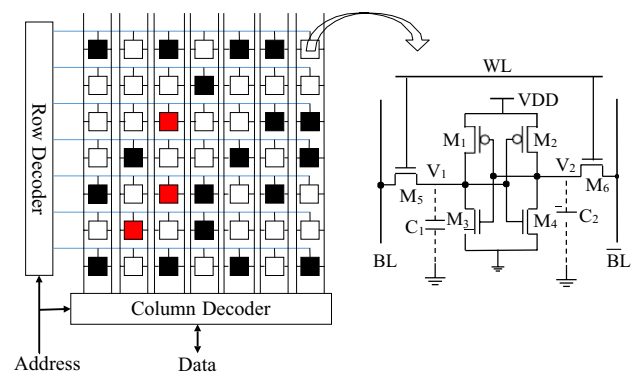 Row Decoder
Column Decoder
Address
Data
WL
VDD
M1
M2
V1
V2
M5
M6
M3
M4
C1
C2
BL
B̅L